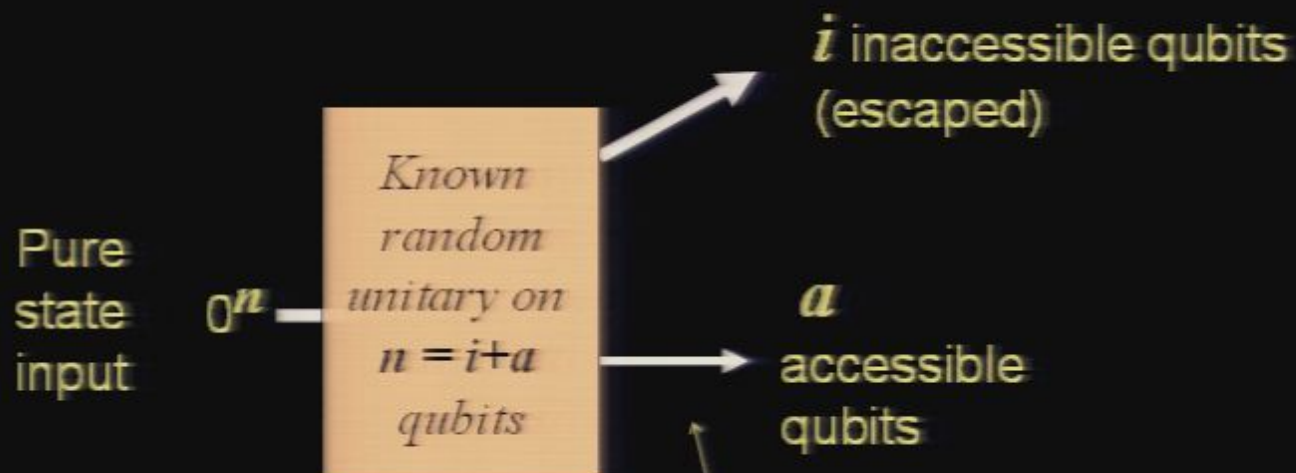 i inaccessible qubits
(escaped)
Known
random
unitary on
n = i+a
qubits
Pure
state
input
0ⁿ
a
accessible
qubits